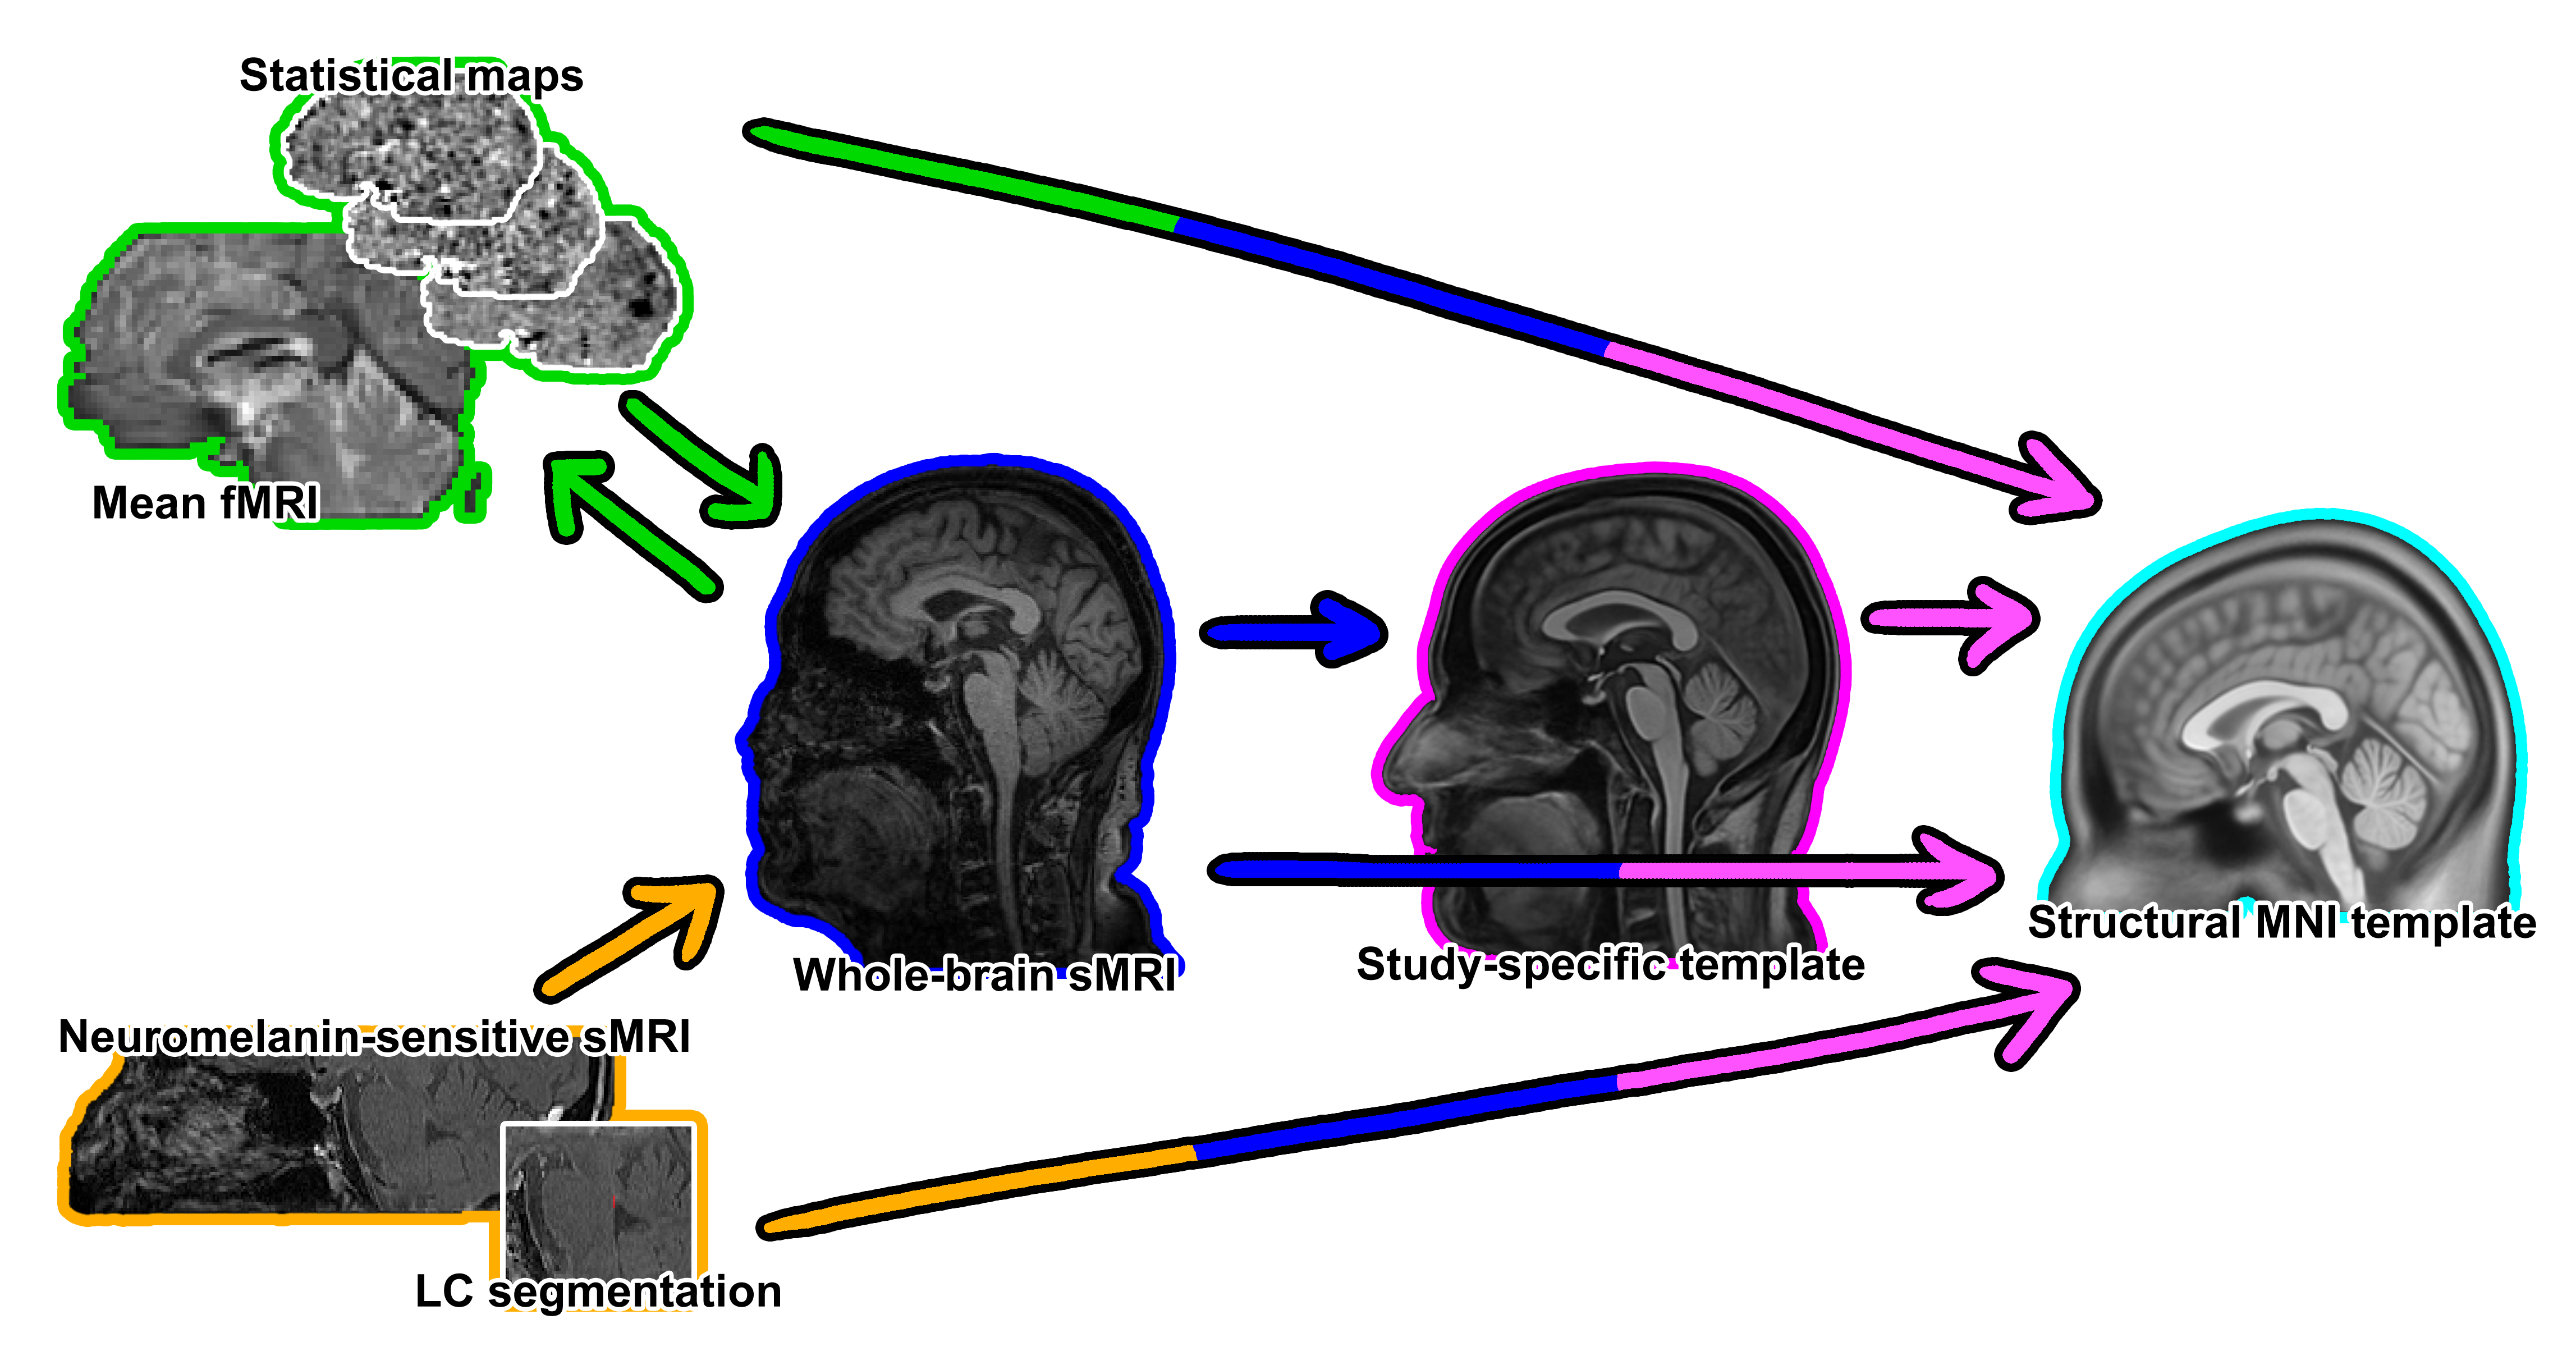 Statistical maps
Mean fMRI
Whole-brain sMRI
Study-specific template
Structural MNI template
Neuromelanin-sensitive sMRI
LC segmentation